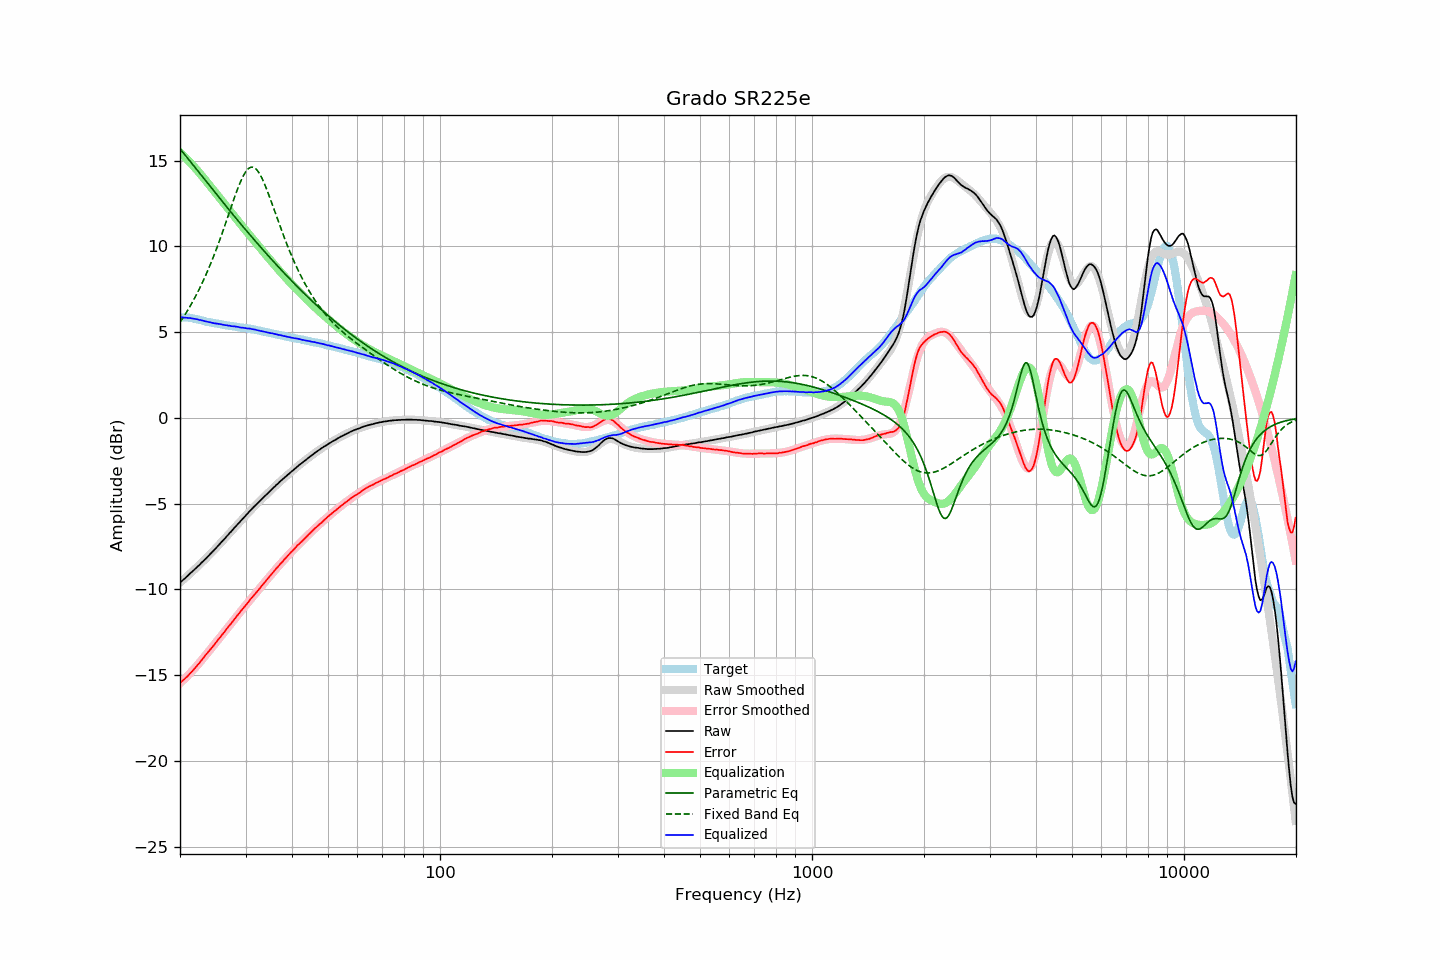 Grado SR225e
15
10
5
0
−5
−10
−15
−20
−25
Amplitude (dBr)
Target
Raw Smoothed
Error Smoothed
Raw
Error
Equalization
Parametric Eq
Fixed Band Eq
Equalized
100 1000 10000
Frequency (Hz)